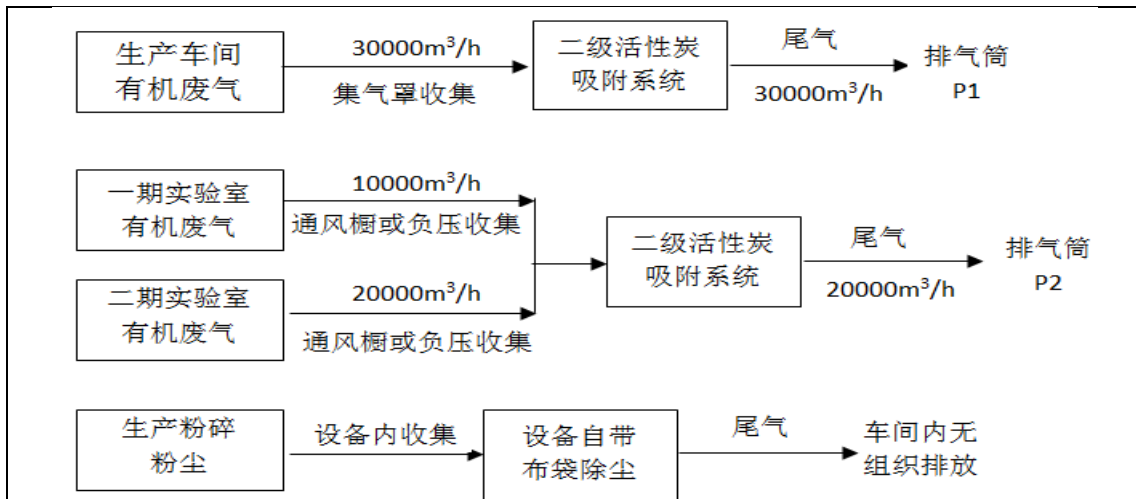 生产车间
有机废气
30000m³/h
集气罩收集
二级活性炭
吸附系统
尾气
30000m³/h
排气筒
P1
一期实验室
有机废气
10000m³/h
通风橱或负压收集
二期实验室
有机废气
20000m³/h
通风橱或负压收集
二级活性炭
吸附系统
尾气
20000m³/h
排气筒
P2
生产粉碎
粉尘
设备内收集
设备自带
布袋除尘
尾气
车间内无
组织排放